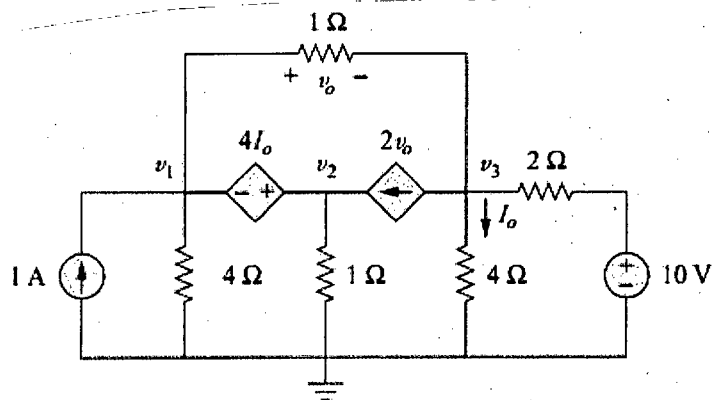 1 Ω
+ v_o −
4I_o 2v_o
v_1 − + v_2 v_3 2 Ω
I_o
1 A 4 Ω 1 Ω 4 Ω + − 10 V